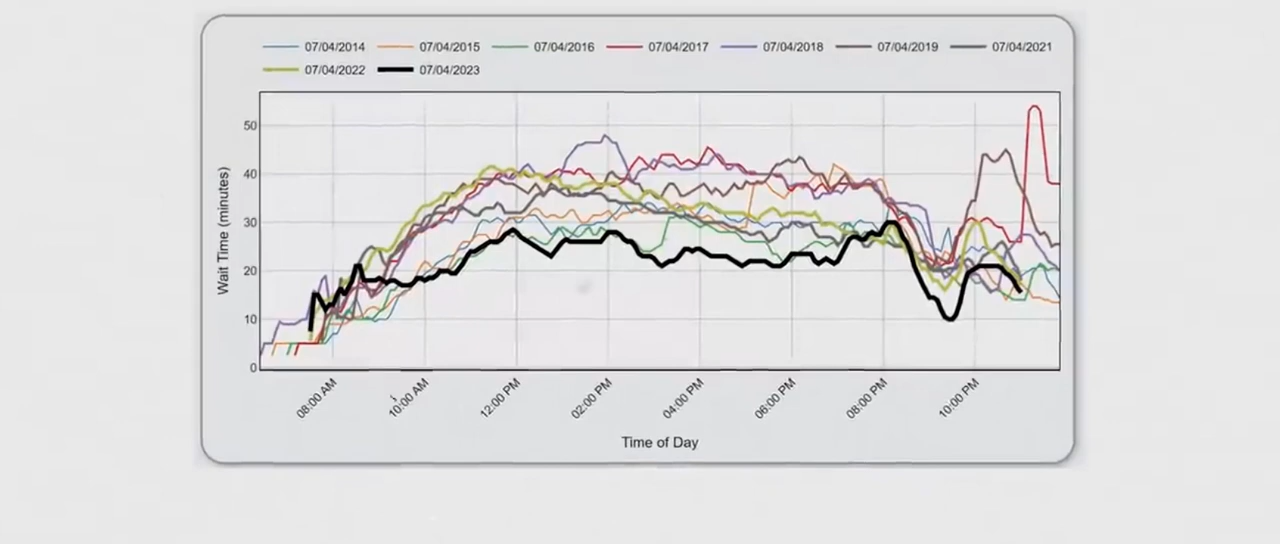 07/04/2014 07/04/2015 07/04/2016 07/04/2017 07/04/2018 07/04/2019 07/04/2021
07/04/2022 07/04/2023
Wait Time (minutes)
50
40
30
20
10
0
08:00 AM 10:00 AM 12:00 PM 02:00 PM 04:00 PM 06:00 PM 08:00 PM 10:00 PM
Time of Day